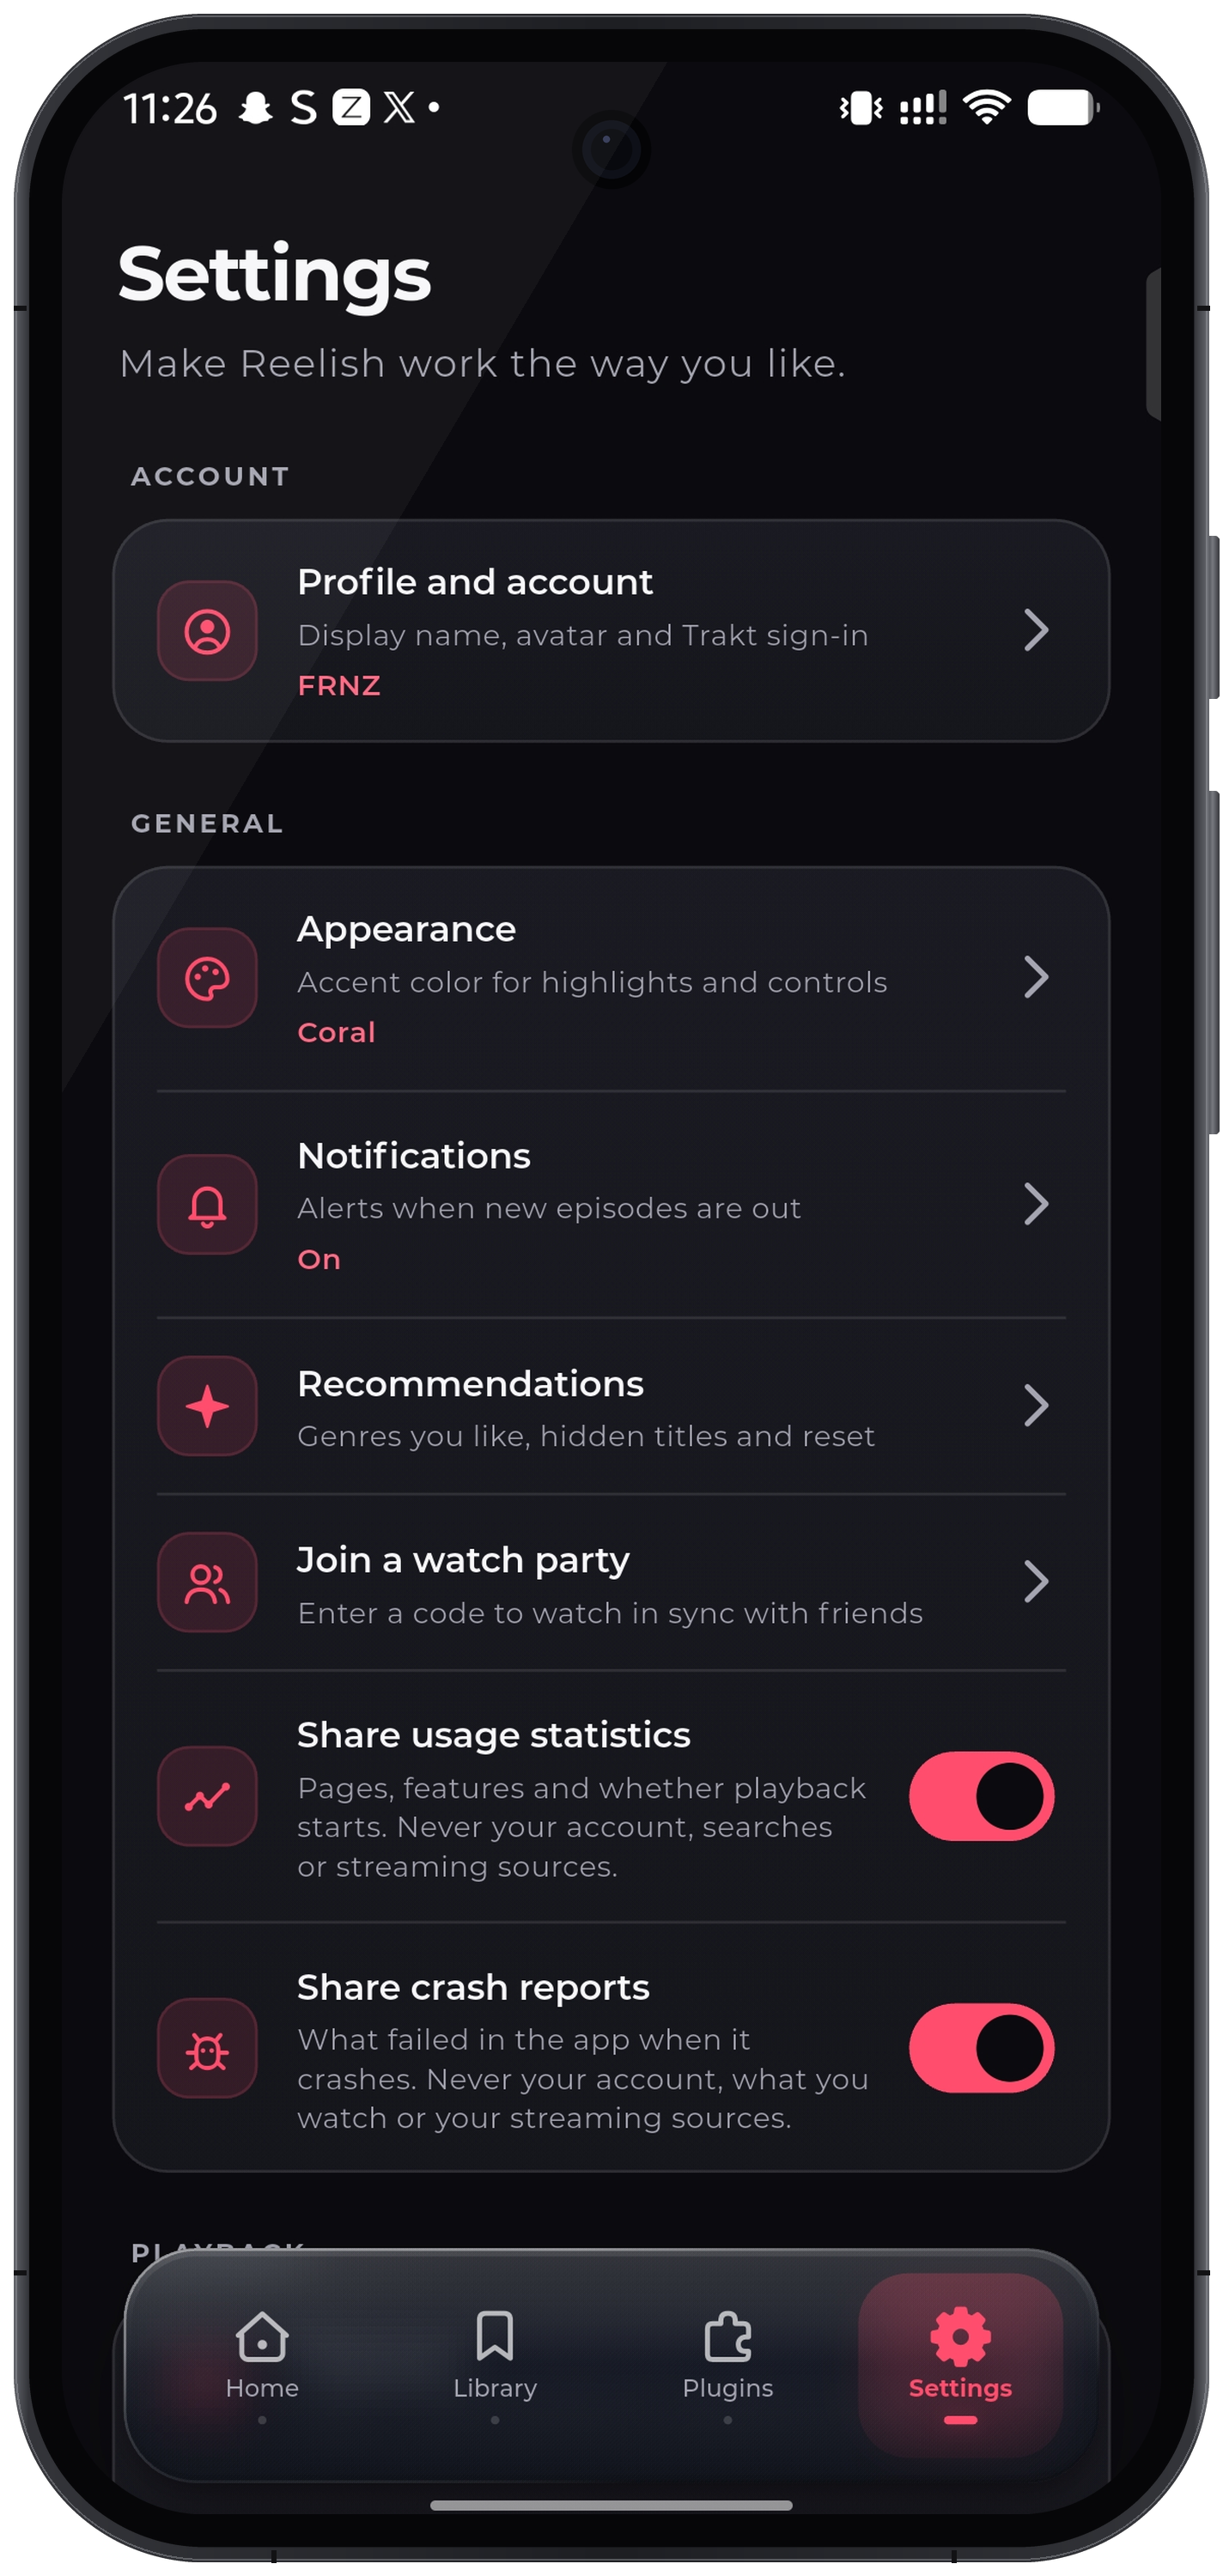 11:26 S Z X
Settings
Make Reelish work the way you like.
ACCOUNT
Profile and account
Display name, avatar and Trakt sign-in
FRNZ
GENERAL
Appearance
Accent color for highlights and controls
Coral
Notifications
Alerts when new episodes are out
On
Recommendations
Genres you like, hidden titles and reset
Join a watch party
Enter a code to watch in sync with friends
Share usage statistics
Pages, features and whether playback
starts. Never your account, searches
or streaming sources.
Share crash reports
What failed in the app when it
crashes. Never your account, what you
watch or your streaming sources.
PLAYBACK
Home Library Plugins Settings